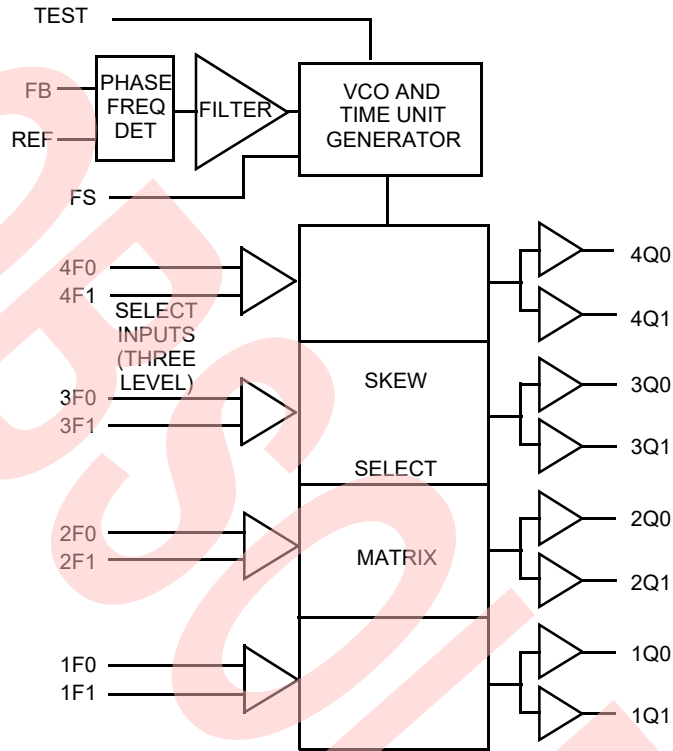 TEST
FB
REF
PHASE
FREQ
DET
FILTER
VCO AND
TIME UNIT
GENERATOR
FS
4F0
4F1
SELECT
INPUTS
(THREE
LEVEL)
3F0
3F1
2F0
2F1
1F0
1F1
SKEW
SELECT
MATRIX
4Q0
4Q1
3Q0
3Q1
2Q0
2Q1
1Q0
1Q1